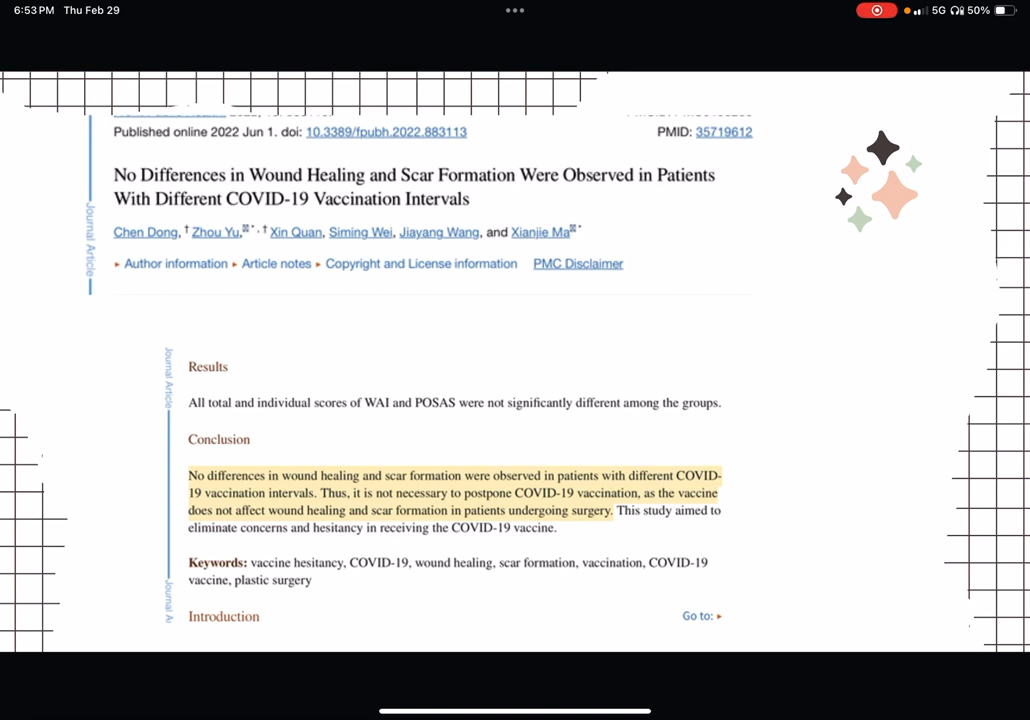 6:53 PM Thu Feb 29
5G 50%
Published online 2022 Jun 1. doi: 10.3389/fpubh.2022.883113
PMID: 35719612
No Differences in Wound Healing and Scar Formation Were Observed in Patients
With Different COVID-19 Vaccination Intervals
Chen Dong, † Zhou Yu, * , † Xin Quan, Siming Wei, Jiayang Wang, and Xianjie Ma *
▸ Author information ▸ Article notes ▸ Copyright and License information PMC Disclaimer
Journal Article
Journal Article
Results
All total and individual scores of WAI and POSAS were not significantly different among the groups.
Conclusion
No differences in wound healing and scar formation were observed in patients with different COVID-
19 vaccination intervals. Thus, it is not necessary to postpone COVID-19 vaccination, as the vaccine
does not affect wound healing and scar formation in patients undergoing surgery. This study aimed to
eliminate concerns and hesitancy in receiving the COVID-19 vaccine.
Keywords: vaccine hesitancy, COVID-19, wound healing, scar formation, vaccination, COVID-19
vaccine, plastic surgery
Journal A
Introduction
Go to: ▸